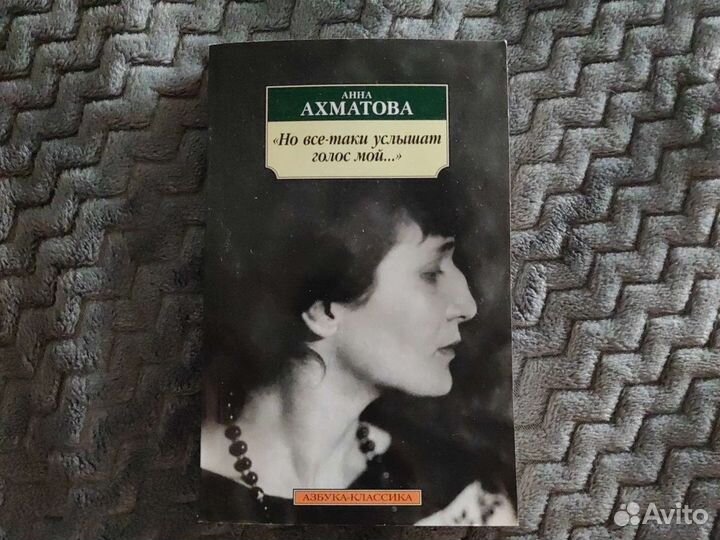 АННА
АХМАТОВА
«Но все-таки услышат
голос мой...»
АЗБУКА-КЛАССИКА
Avito